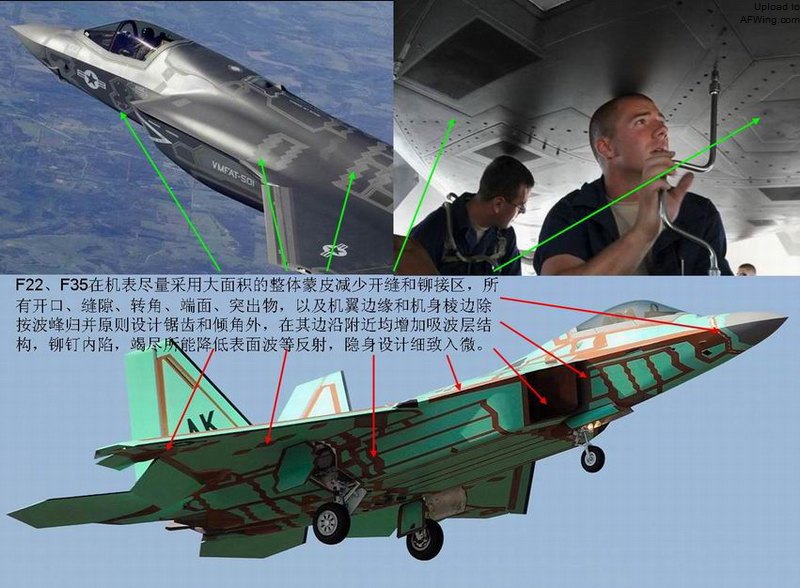 Upload to
AFWing.com
VMFAT-501
F22、F35在机表尽量采用大面积的整体蒙皮减少开缝和铆接区，所
有开口、缝隙、转角、端面、突出物，以及机翼边缘和机身棱边除
按波峰归并原则设计锯齿和倾角外，在其边沿附近均增加吸波层结
构，铆钉内陷，竭尽所能降低表面波等反射，隐身设计细致入微。
AK